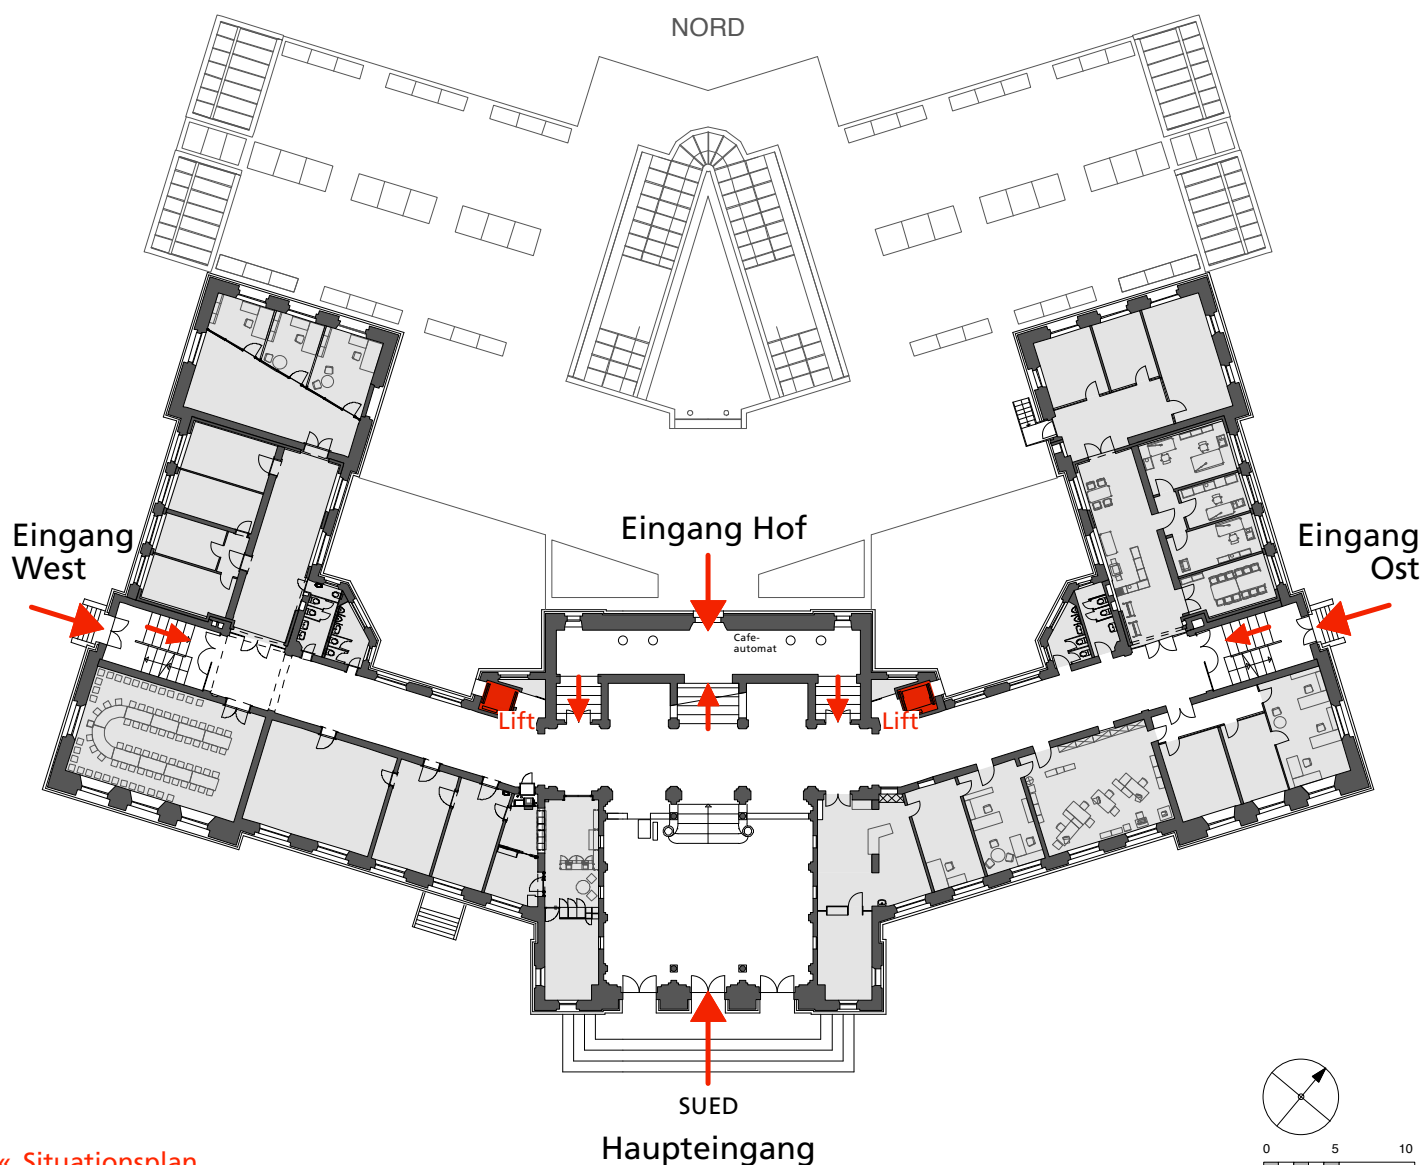 NORD
Eingang Hof
Eingang
West
Eingang
Ost
Cafe-
automat
Lift
Lift
SUED
Haupteingang
« Situationsplan
0 5 10